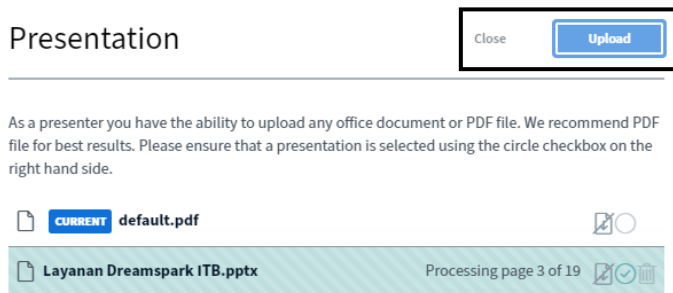 Presentation
Close
Upload
As a presenter you have the ability to upload any office document or PDF file. We recommend PDF
file for best results. Please ensure that a presentation is selected using the circle checkbox on the
right hand side.
CURRENT default.pdf
Layanan Dreamspark ITB.pptx Processing page 3 of 19